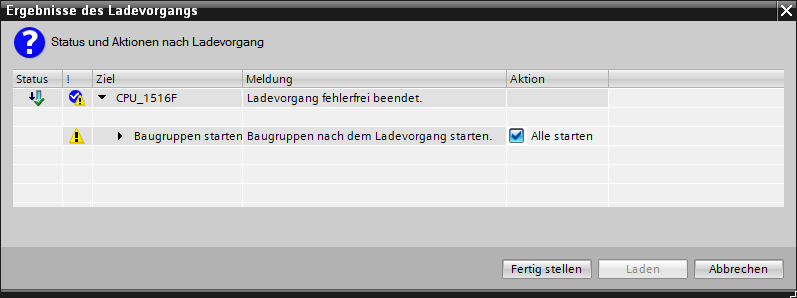 Ergebnisse des Ladevorgangs
Status und Aktionen nach Ladevorgang
Status ! Ziel Meldung Aktion
CPU_1516F Ladevorgang fehlerfrei beendet.
Baugruppen starten Baugruppen nach dem Ladevorgang starten. Alle starten
Fertig stellen Laden Abbrechen